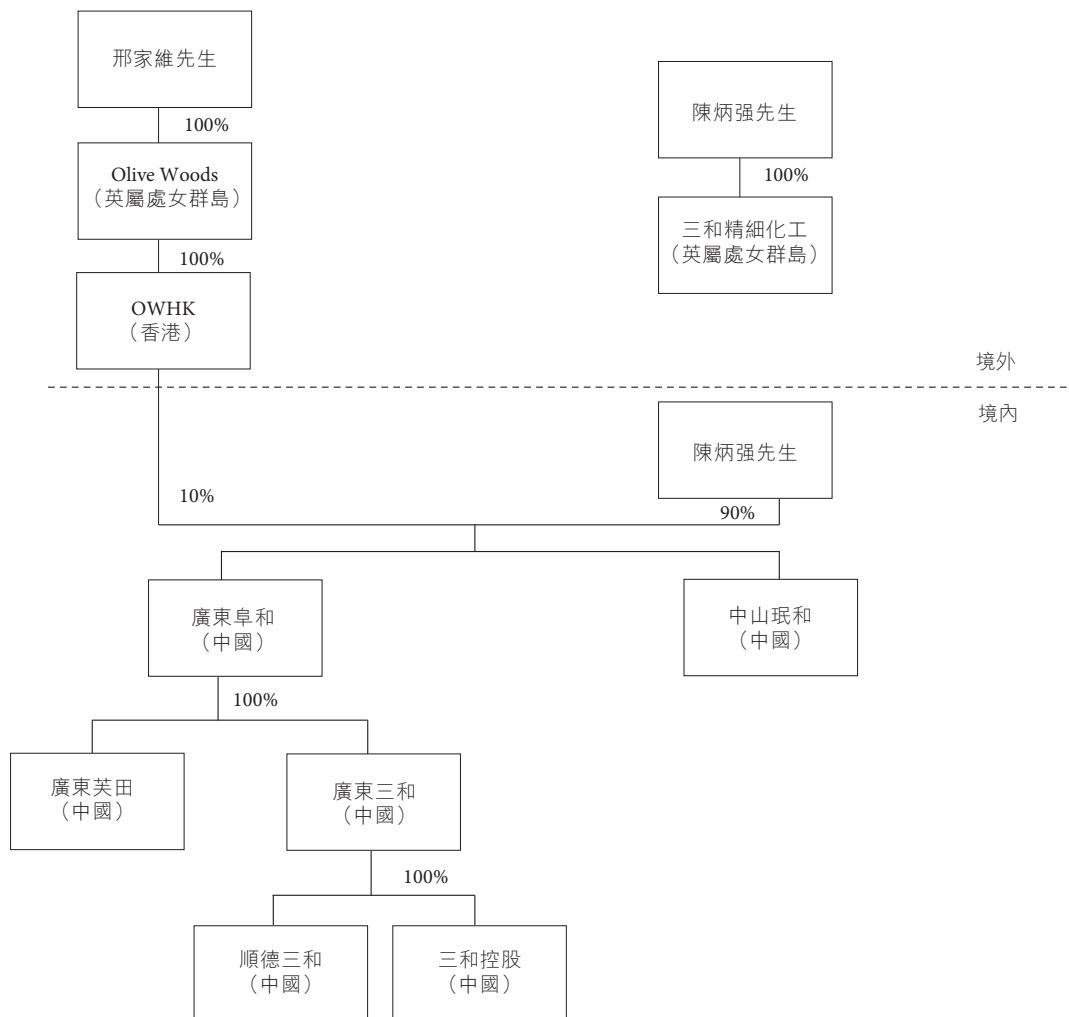 邢家維先生
100%
Olive Woods
（英屬處女群島）
100%
OWHK
（香港）
陳炳强先生
100%
三和精細化工
（英屬處女群島）
境外
境內
陳炳强先生
10%
90%
廣東阜和
（中國）
中山珉和
（中國）
100%
廣東芙田
（中國）
廣東三和
（中國）
100%
順德三和
（中國）
三和控股
（中國）